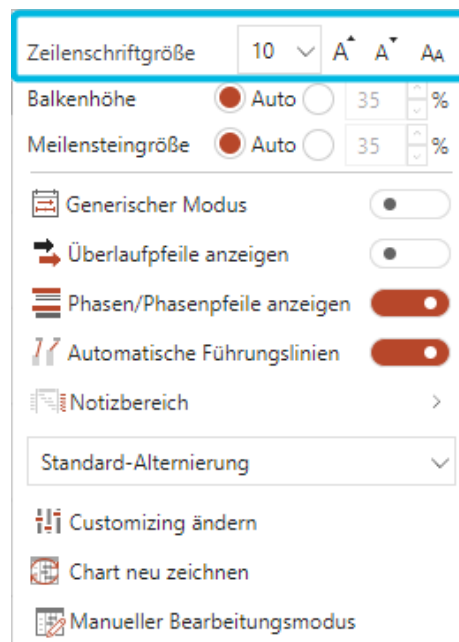 Zeilenschriftgröße 10 A A AA
Balkenhöhe Auto 35 %
Meilensteingröße Auto 35 %
Generischer Modus
Überlaufpfeile anzeigen
Phasen/Phasenpfeile anzeigen
Automatische Führungslinien
Notizbereich
Standard-Alternierung
Customizing ändern
Chart neu zeichnen
Manueller Bearbeitungsmodus